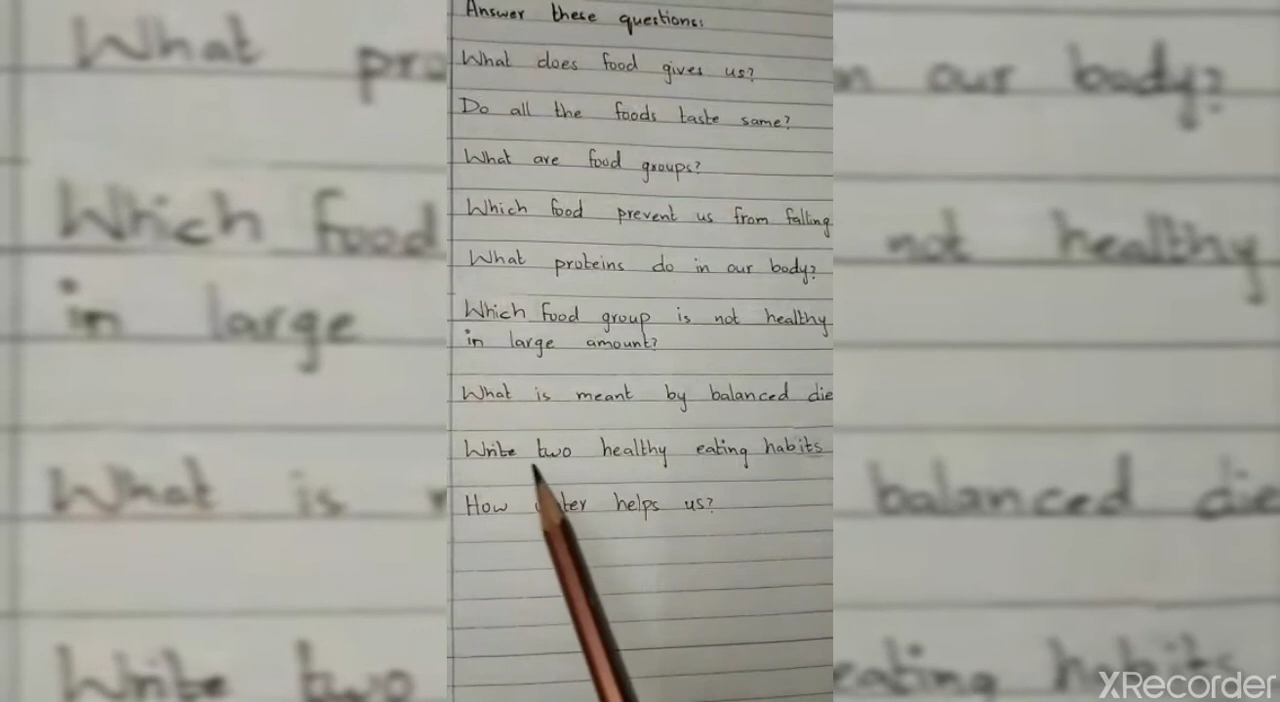 Answer these questions:
What does food gives us?
Do all the foods taste same?
What are food groups?
Which food prevent us from falling
What proteins do in our body?
Which food group is not healthy
in large amount?
What is meant by balanced die
Write two healthy eating habits
How helps us?
XRecorder